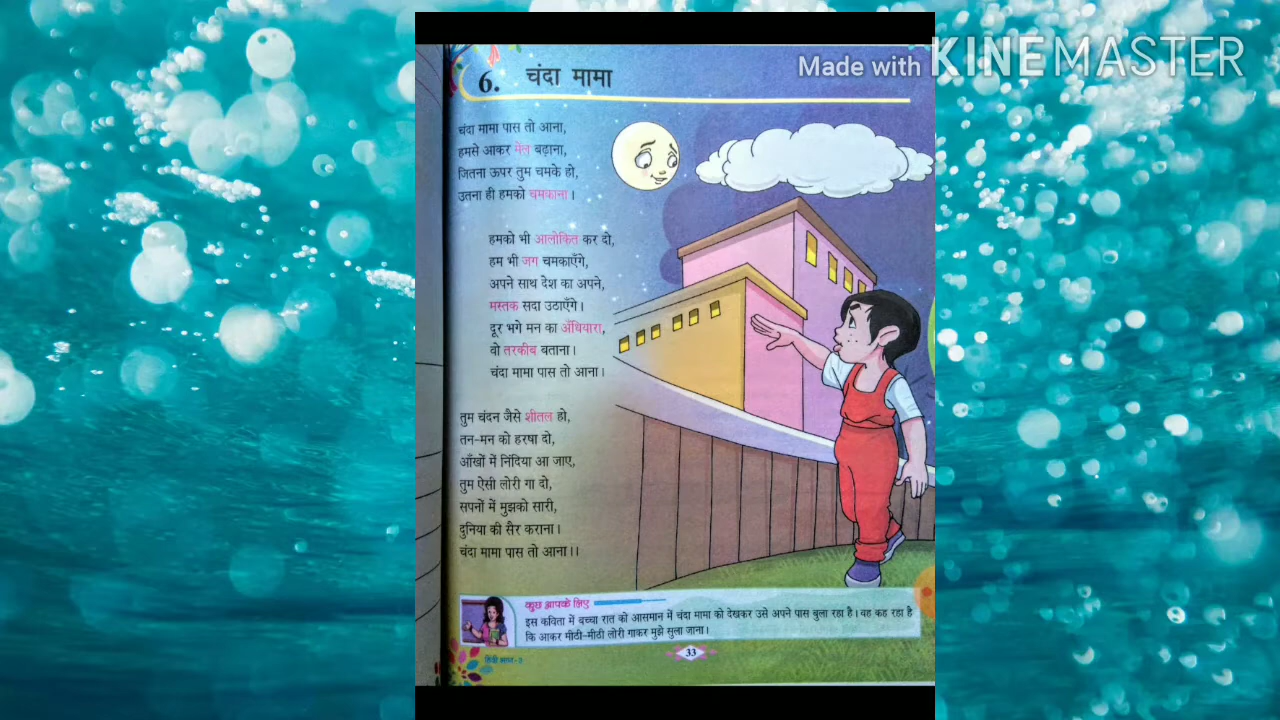 Made with KINEMASTER
6. चंदा मामा
चंदा मामा पास तो आना,
हमसे आकर मेल बढ़ाना,
जितना ऊपर तुम चमके हो,
उतना ही हमको चमकाना।
हमको भी आलोकित कर दो,
हम भी जग चमकाएँगे,
अपने साथ देश का अपने,
मस्तक सदा उठाएँगे।
दूर भगे मन का अँधियारा,
वो तरकीब बताना।
चंदा मामा पास तो आना।
तुम चंदन जैसे शीतल हो,
तन-मन को हरषा दो,
आँखों में निंदिया आ जाए,
तुम ऐसी लोरी गा दो,
सपनों में मुझको सारी,
दुनिया की सैर कराना।
चंदा मामा पास तो आना।।
कुछ आपके लिए
इस कविता में बच्चा रात को आसमान में चंदा मामा को देखकर उसे अपने पास बुला रहा है। वह कह रहा है
कि आकर मीठी-मीठी लोरी गाकर मुझे सुला जाना।
33